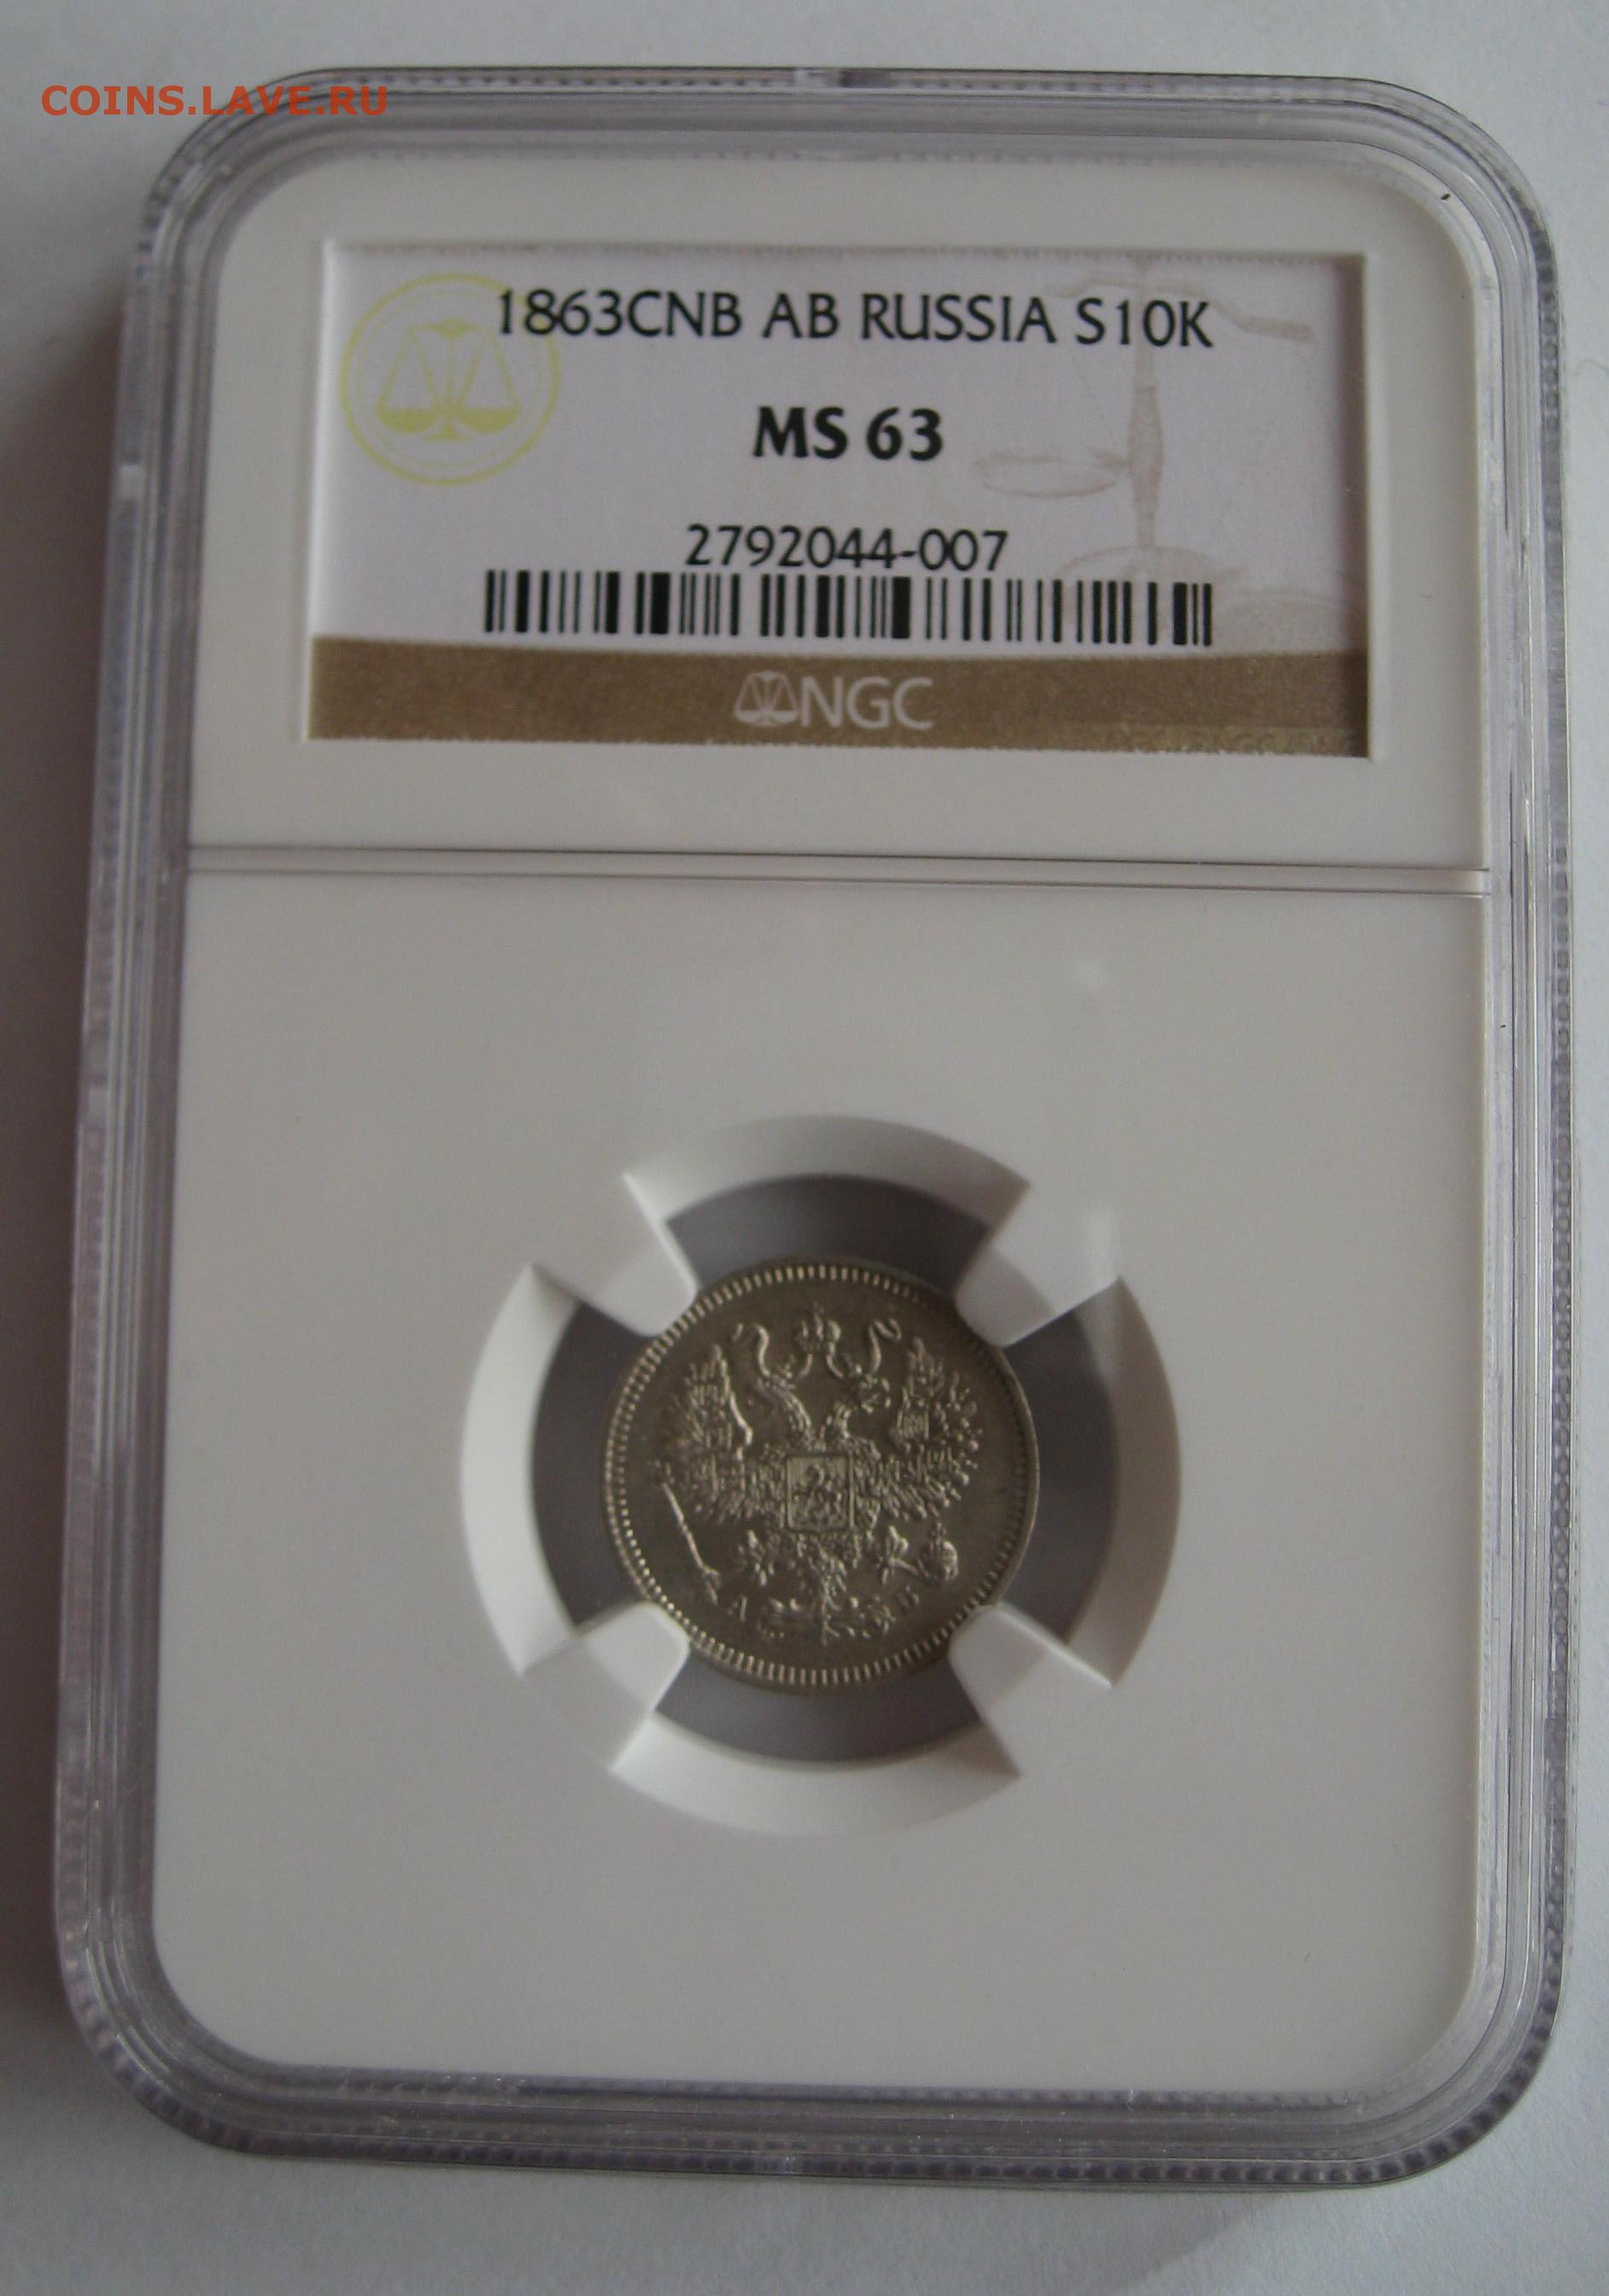 COINS.LAVE.RU
1863CNB AB RUSSIA S10K
MS 63
2792044-007
NGC
А В